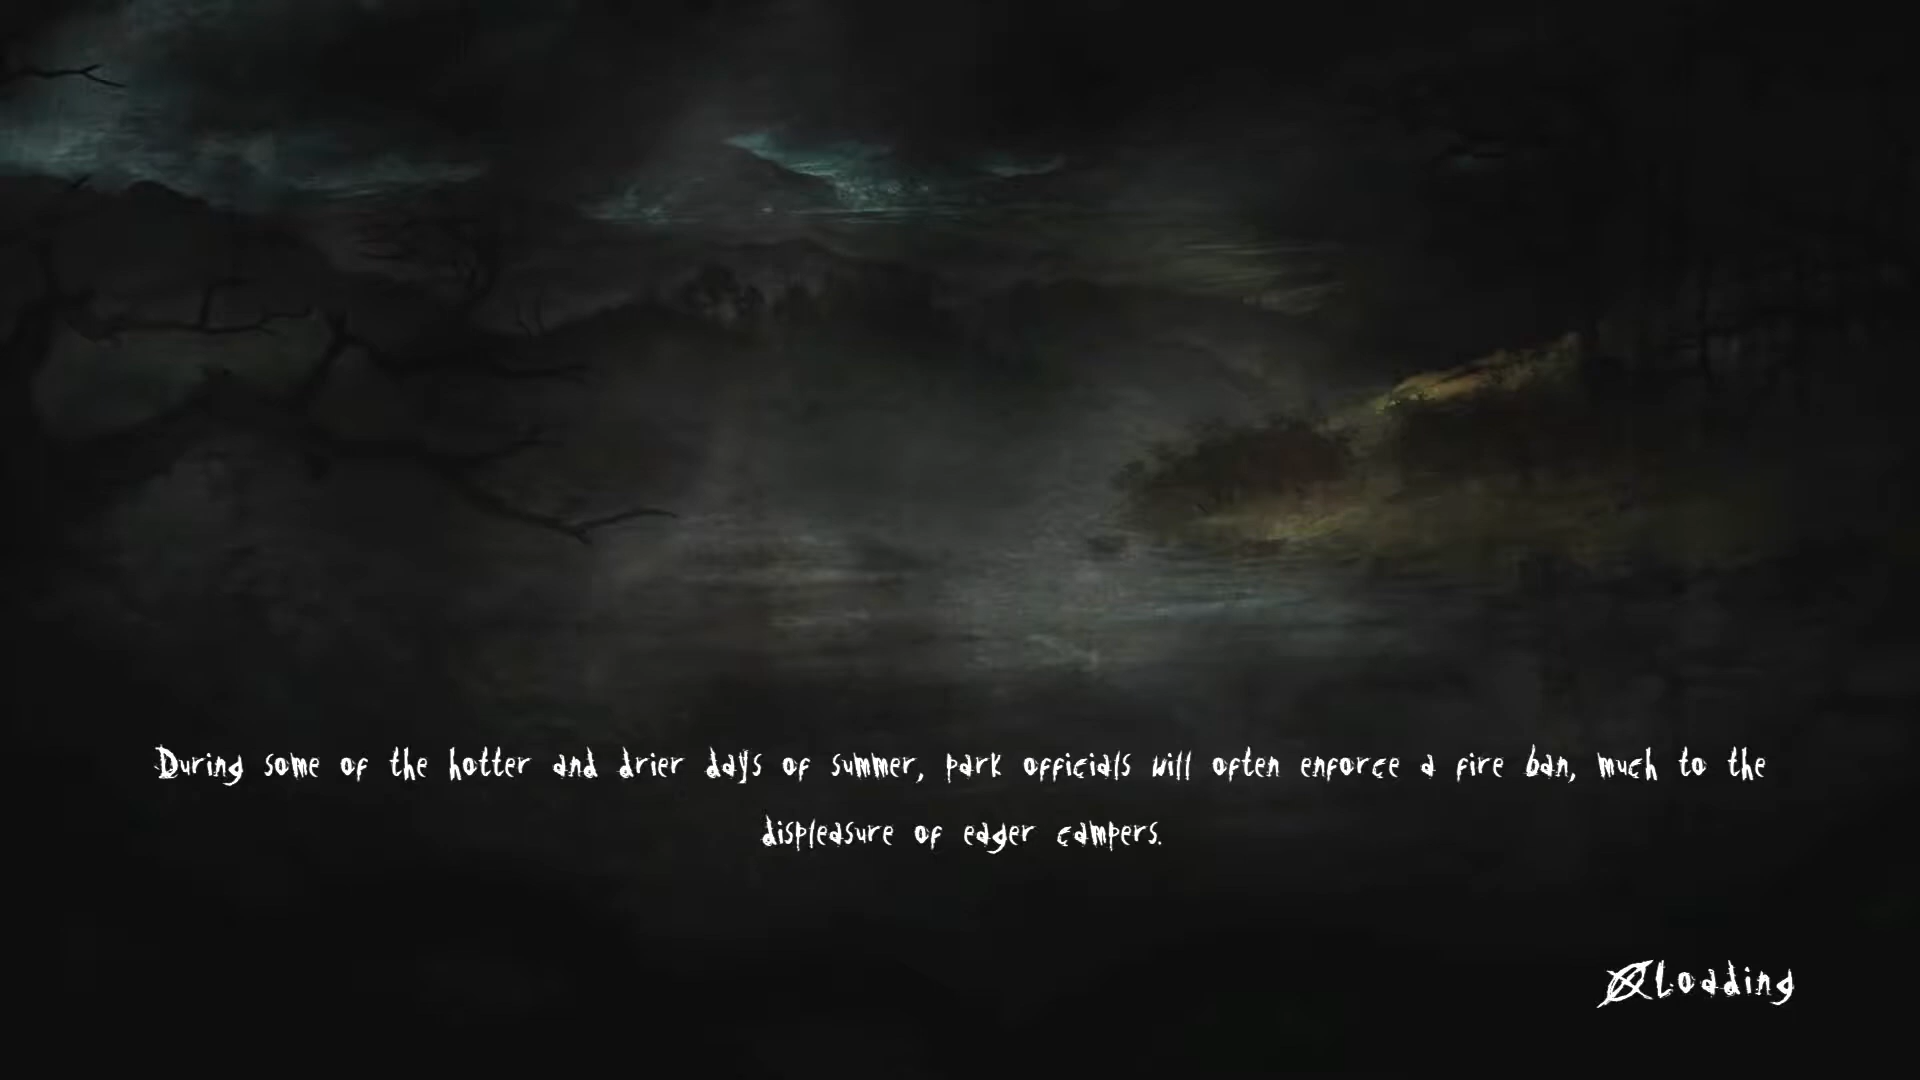 During some of the hotter and drier days of summer, park officials will often enforce a fire ban, much to the
displeasure of eager campers.
Loading